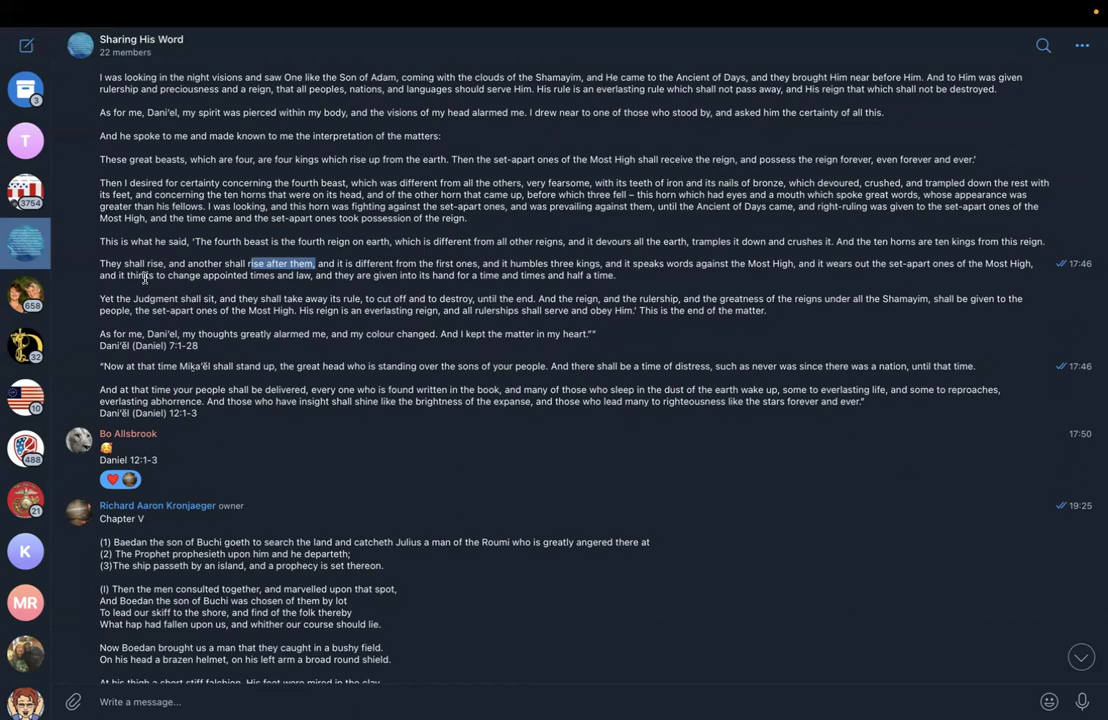 Sharing His Word
22 members
I was looking in the night visions and saw One like the Son of Adam, coming with the clouds of the Shamayim, and He came to the Ancient of Days, and they brought Him near before Him. And to Him was given
rulership and preciousness and a reign, that all peoples, nations, and languages should serve Him. His rule is an everlasting rule which shall not pass away, and His reign that which shall not be destroyed.
As for me, Dani'ĕl, my spirit was pierced within my body, and the visions of my head alarmed me. I drew near to one of those who stood by, and asked him the certainty of all this.
And he spoke to me and made known to me the interpretation of the matters:
These great beasts, which are four, are four kings which rise up from the earth. Then the set-apart ones of the Most High shall receive the reign, and possess the reign forever, even forever and ever.'
Then I desired for certainty concerning the fourth beast, which was different from all the others, very fearsome, with its teeth of iron and its nails of bronze, which devoured, crushed, and trampled down the rest with
its feet, and concerning the ten horns that were on its head, and of the other horn that came up, before which three fell – this horn which had eyes and a mouth which spoke great words, whose appearance was
greater than his fellows. I was looking, and this horn was fighting against the set-apart ones, and was prevailing against them, until the Ancient of Days came, and right-ruling was given to the set-apart ones of the
Most High, and the time came and the set-apart ones took possession of the reign.
This is what he said, 'The fourth beast is the fourth reign on earth, which is different from all other reigns, and it devours all the earth, tramples it down and crushes it. And the ten horns are ten kings from this reign.
They shall rise, and another shall rise after them, and it is different from the first ones, and it humbles three kings, and it speaks words against the Most High, and it wears out the set-apart ones of the Most High,
17:46
and it thinks to change appointed times and law, and they are given into its hand for a time and times and half a time.
Yet the Judgment shall sit, and they shall take away its rule, to cut off and to destroy, until the end. And the reign, and the rulership, and the greatness of the reigns under all the Shamayim, shall be given to the
people, the set-apart ones of the Most High. His reign is an everlasting reign, and all rulerships shall serve and obey Him.' This is the end of the matter.
As for me, Dani'ĕl, my thoughts greatly alarmed me, and my colour changed. And I kept the matter in my heart.”"
Dani'ĕl (Daniel) 7:1-28
“Now at that time Miḵa'ĕl shall stand up, the great head who is standing over the sons of your people. And there shall be a time of distress, such as never was since there was a nation, until that time.
17:46
And at that time your people shall be delivered, every one who is found written in the book, and many of those who sleep in the dust of the earth wake up, some to everlasting life, and some to reproaches,
everlasting abhorrence. And those who have insight shall shine like the brightness of the expanse, and those who lead many to righteousness like the stars forever and ever.”
Dani'ĕl (Daniel) 12:1-3
Bo Allsbrook
17:50
🥰
Daniel 12:1-3
❤️
Richard Aaron Kronjaeger owner
19:25
Chapter V
(1) Baedan the son of Buchi goeth to search the land and catcheth Julius a man of the Roumi who is greatly angered there at
(2) The Prophet prophesieth upon him and he departeth;
(3)The ship passeth by an island, and a prophecy is set thereon.
(I) Then the men consulted together, and marvelled upon that spot,
And Boedan the son of Buchi was chosen of them by lot
To lead our skiff to the shore, and find of the folk thereby
What hap had fallen upon us, and whither our course should lie.
Now Boedan brought us a man that they caught in a bushy field.
On his head a brazen helmet, on his left arm a broad round shield.
At his thigh a short stiff falchion. His feet were mired in the clay
Write a message...
3
T
3754
658
32
10
488
21
K
MR